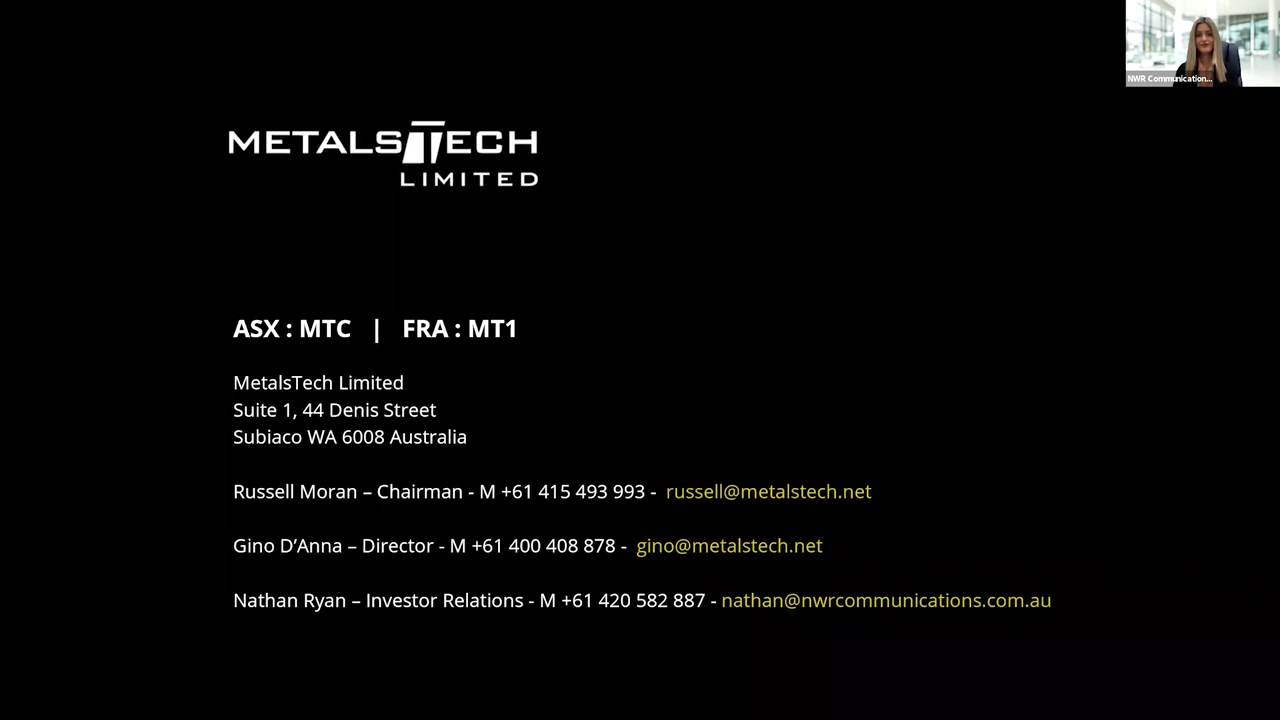 NWR Communication...
METALSTECH
LIMITED
ASX : MTC | FRA : MT1
MetalsTech Limited
Suite 1, 44 Denis Street
Subiaco WA 6008 Australia
Russell Moran – Chairman - M +61 415 493 993 - russell@metalstech.net
Gino D’Anna – Director - M +61 400 408 878 - gino@metalstech.net
Nathan Ryan – Investor Relations - M +61 420 582 887 - nathan@nwrcommunications.com.au